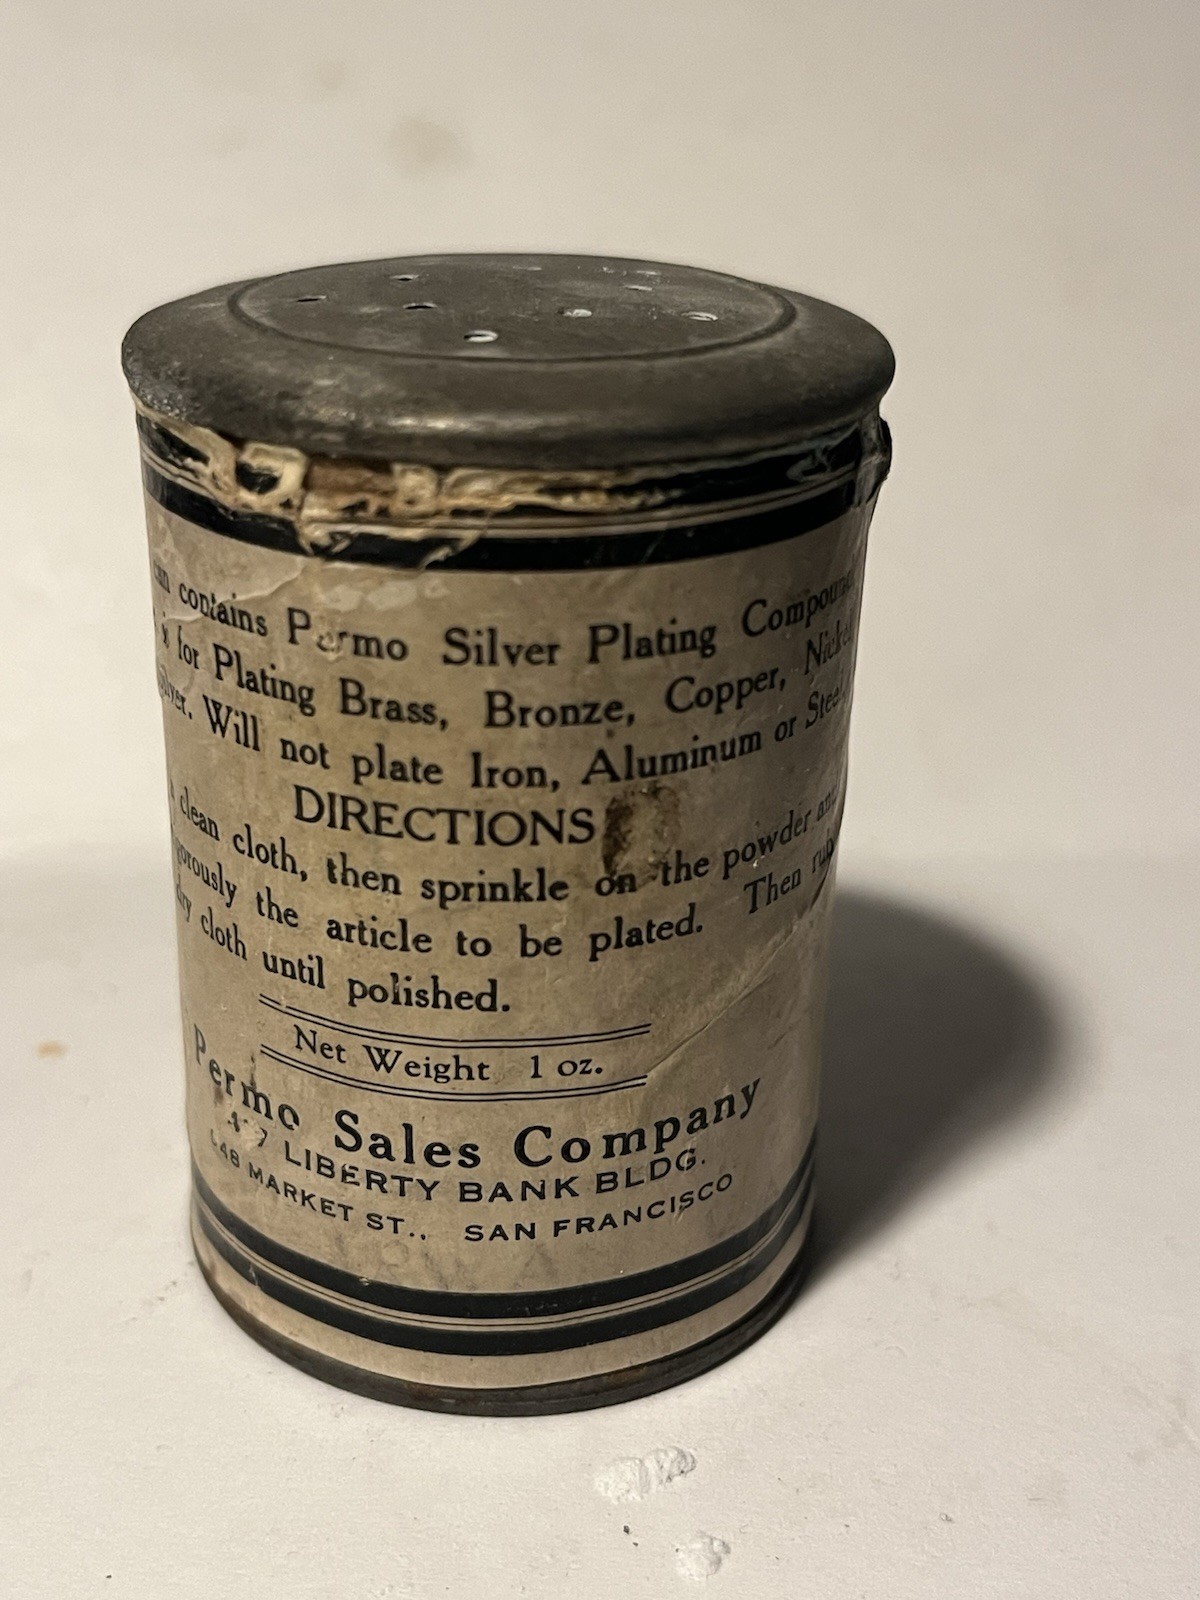 contains Permo Silver Plating Compound
for Plating Brass, Bronze, Copper, Nickel
Will not plate Iron, Aluminum or Steel
DIRECTIONS
clean cloth, then sprinkle on the powder and
the article to be plated. Then rub
dry cloth until polished.
Net Weight 1 oz.
Permo Sales Company
LIBERTY BANK BLDG.
MARKET ST., SAN FRANCISCO